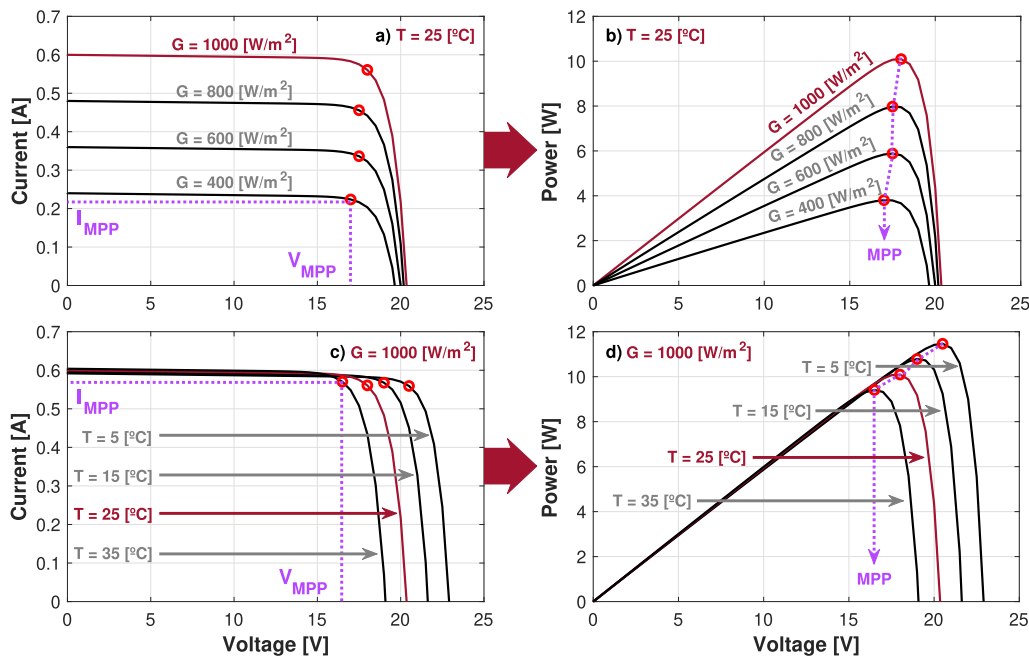 a) T = 25 [ºC]
G = 1000 [W/m²]
G = 800 [W/m²]
G = 600 [W/m²]
G = 400 [W/m²]
I_MPP
V_MPP
Current [A]
0.7
0.6
0.5
0.4
0.3
0.2
0.1
0
0 5 10 15 20 25
b) T = 25 [ºC]
G = 1000 [W/m²]
G = 800 [W/m²]
G = 600 [W/m²]
G = 400 [W/m²]
MPP
Power [W]
12
10
8
6
4
2
0
0 5 10 15 20 25
c) G = 1000 [W/m²]
I_MPP
T = 5 [ºC]
T = 15 [ºC]
T = 25 [ºC]
T = 35 [ºC]
V_MPP
Current [A]
0.7
0.6
0.5
0.4
0.3
0.2
0.1
0
0 5 10 15 20 25
Voltage [V]
d) G = 1000 [W/m²]
T = 5 [ºC]
T = 15 [ºC]
T = 25 [ºC]
T = 35 [ºC]
MPP
Power [W]
12
10
8
6
4
2
0
0 5 10 15 20 25
Voltage [V]